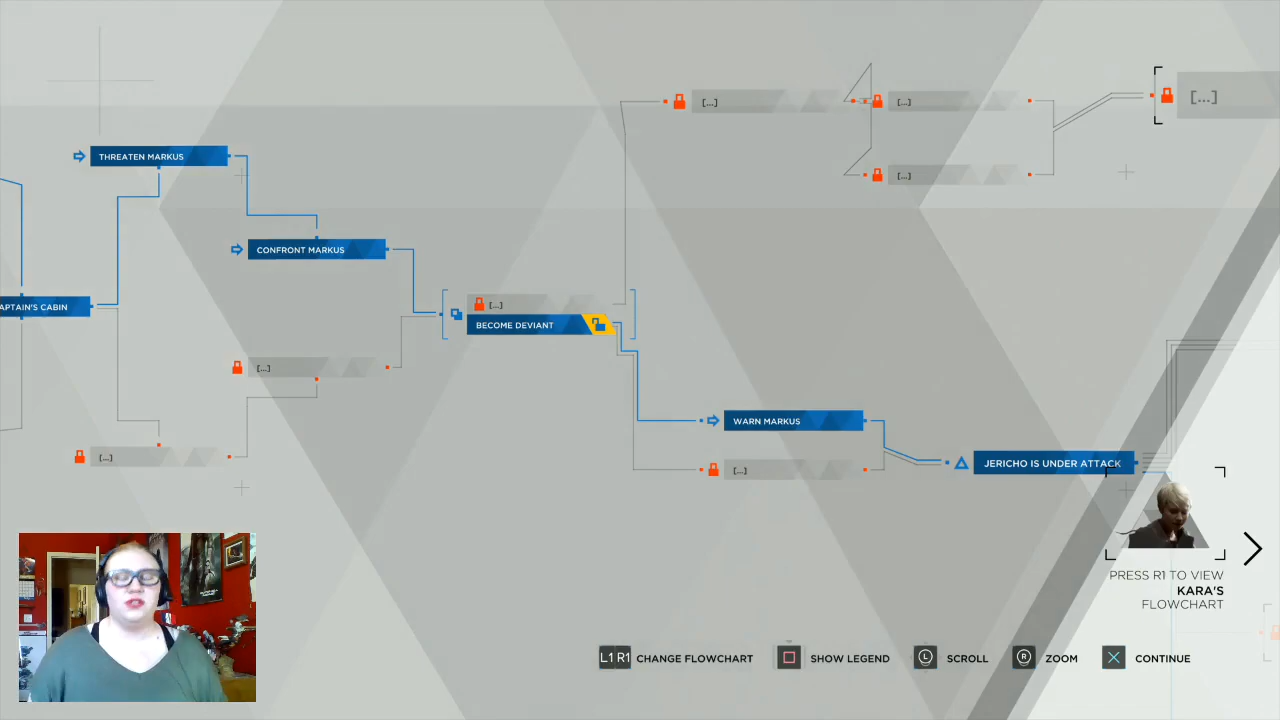 [...]
[...]
[...]
THREATEN MARKUS
[...]
CONFRONT MARKUS
APTAIN'S CABIN
[...]
BECOME DEVIANT
[...]
WARN MARKUS
[...]
[...]
JERICHO IS UNDER ATTACK
PRESS R1 TO VIEW
KARA'S
FLOWCHART
L1 R1 CHANGE FLOWCHART
SHOW LEGEND
L SCROLL
R ZOOM
CONTINUE